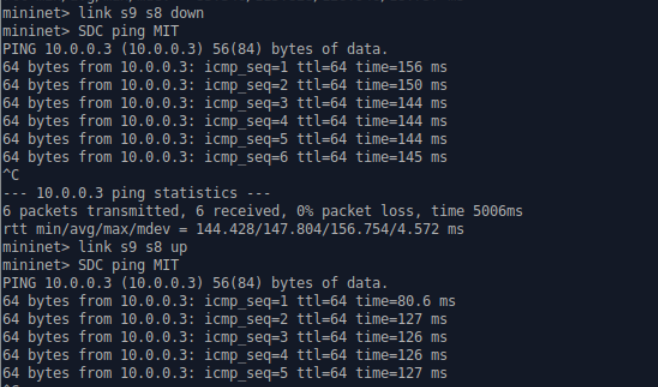 mininet> link s9 s8 down
mininet> SDC ping MIT
PING 10.0.0.3 (10.0.0.3) 56(84) bytes of data.
64 bytes from 10.0.0.3: icmp_seq=1 ttl=64 time=156 ms
64 bytes from 10.0.0.3: icmp_seq=2 ttl=64 time=150 ms
64 bytes from 10.0.0.3: icmp_seq=3 ttl=64 time=144 ms
64 bytes from 10.0.0.3: icmp_seq=4 ttl=64 time=144 ms
64 bytes from 10.0.0.3: icmp_seq=5 ttl=64 time=144 ms
64 bytes from 10.0.0.3: icmp_seq=6 ttl=64 time=145 ms
^C
--- 10.0.0.3 ping statistics ---
6 packets transmitted, 6 received, 0% packet loss, time 5006ms
rtt min/avg/max/mdev = 144.428/147.804/156.754/4.572 ms
mininet> link s9 s8 up
mininet> SDC ping MIT
PING 10.0.0.3 (10.0.0.3) 56(84) bytes of data.
64 bytes from 10.0.0.3: icmp_seq=1 ttl=64 time=80.6 ms
64 bytes from 10.0.0.3: icmp_seq=2 ttl=64 time=127 ms
64 bytes from 10.0.0.3: icmp_seq=3 ttl=64 time=126 ms
64 bytes from 10.0.0.3: icmp_seq=4 ttl=64 time=126 ms
64 bytes from 10.0.0.3: icmp_seq=5 ttl=64 time=127 ms